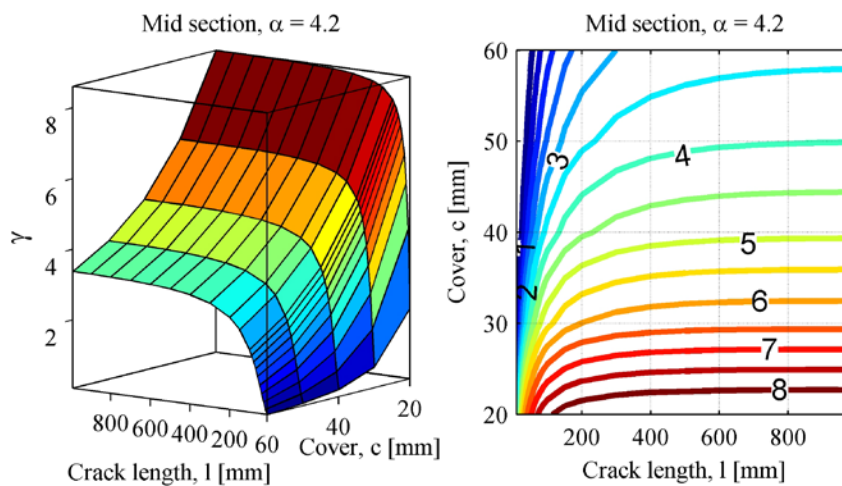 Mid section, α = 4.2
8
6
4
2
γ
800 600 400 200 60 40 20
Crack length, l [mm]
Cover, c [mm]
Mid section, α = 4.2
60
50
40
30
20
Cover, c [mm]
1
2
3
4
5
6
7
8
200 400 600 800
Crack length, l [mm]